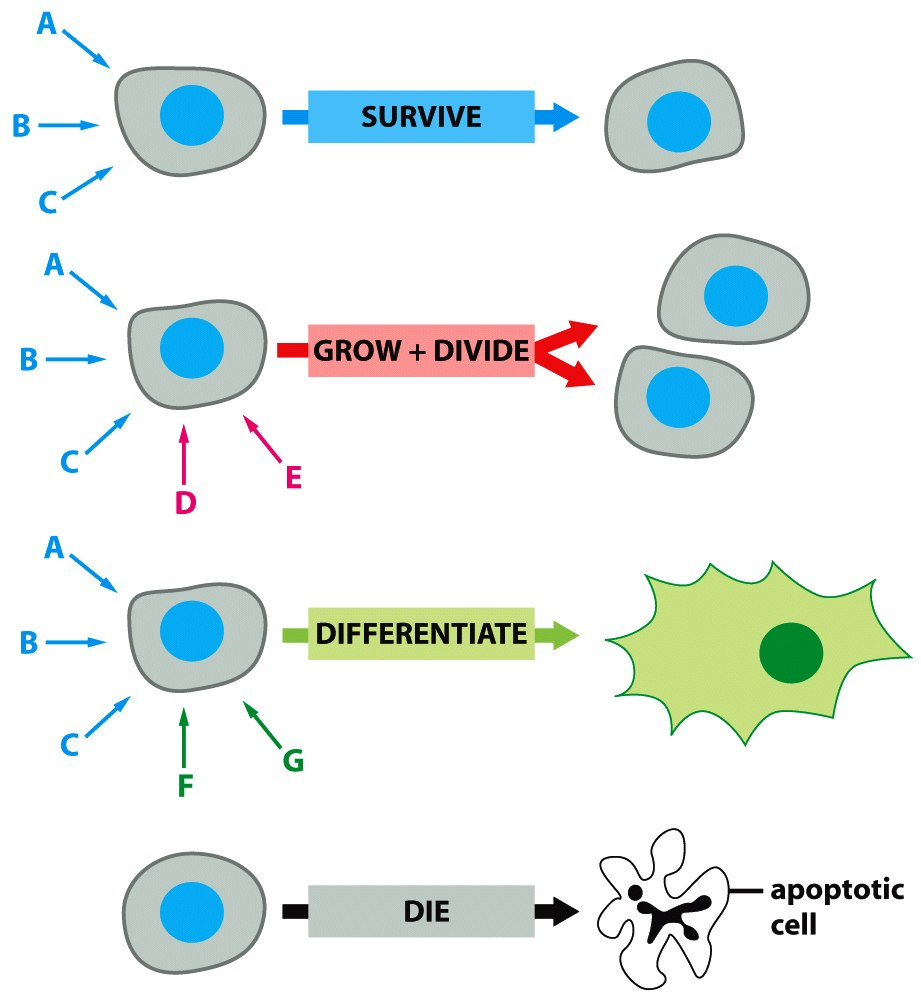 A
B
C
SURVIVE
A
B
C
D
E
GROW + DIVIDE
A
B
C
F
G
DIFFERENTIATE
DIE
apoptotic
cell